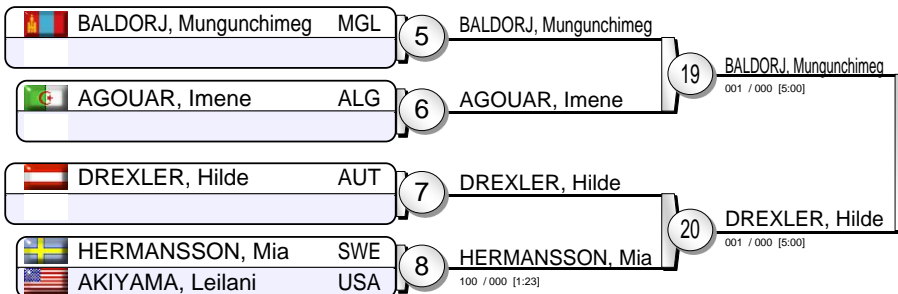 BALDORJ, Mungunchimeg MGL
5
BALDORJ, Mungunchimeg
19
BALDORJ, Mungunchimeg
001 / 000 [5:00]
AGOUAR, Imene ALG
6
AGOUAR, Imene
DREXLER, Hilde AUT
7
DREXLER, Hilde
20
DREXLER, Hilde
001 / 000 [5:00]
HERMANSSON, Mia SWE
AKIYAMA, Leilani USA
8
HERMANSSON, Mia
100 / 000 [1:23]